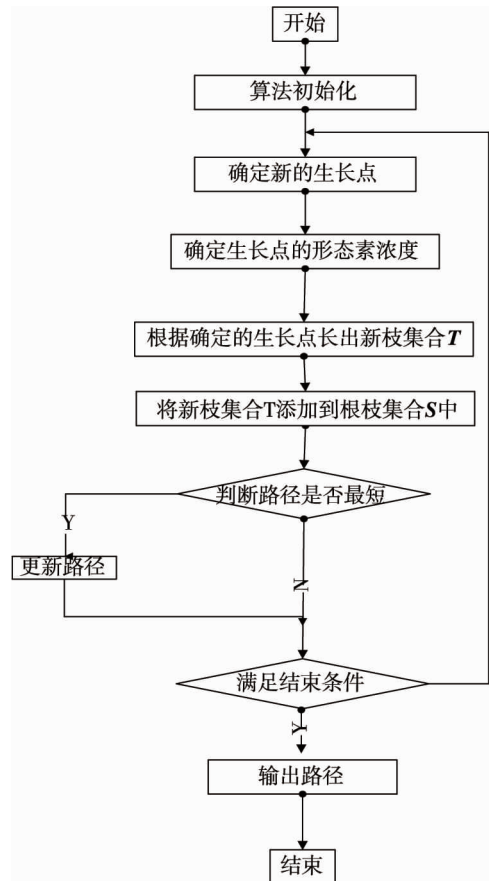 开始
算法初始化
确定新的生长点
确定生长点的形态素浓度
根据确定的生长点长出新枝集合T
将新枝集合T添加到根枝集合S中
判断路径是否最短
Y
更新路径
N
满足结束条件
Y
输出路径
结束